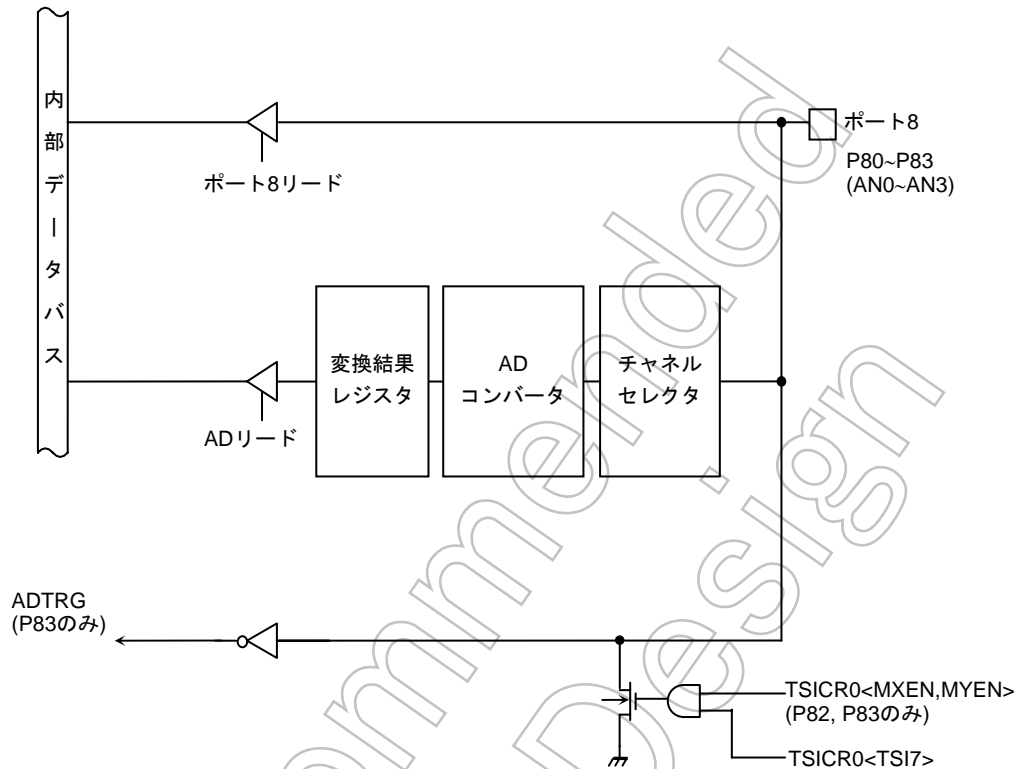 内部データバス
ポート8
P80~P83
(AN0~AN3)
ポート8リード
変換結果
レジスタ
AD
コンバータ
チャネル
セレクタ
ADリード
ADTRG
(P83のみ)
TSICR0<MXEN,MYEN>
(P82, P83のみ)
TSICR0<TSI7>
ommended
Design